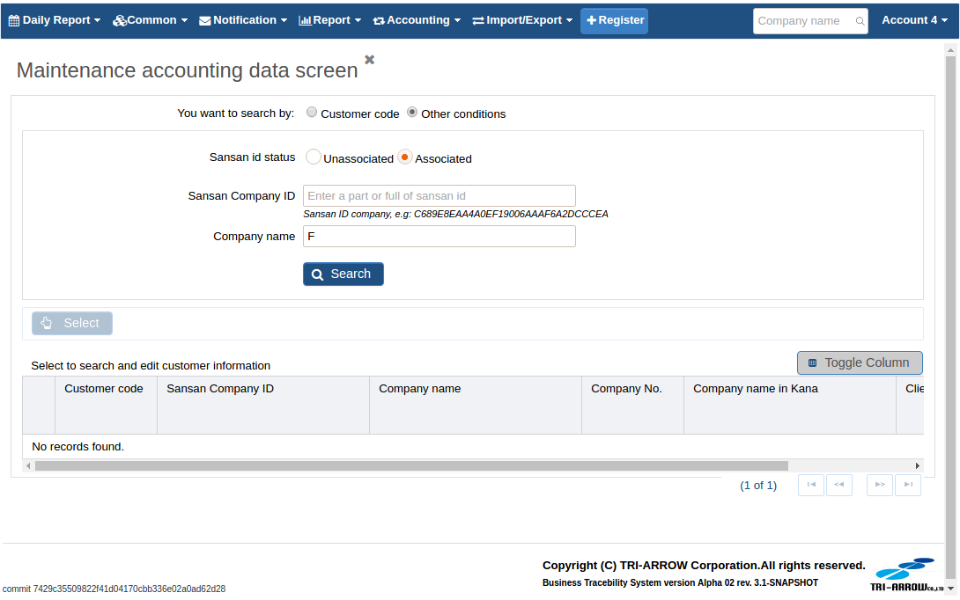 Daily Report Common Notification Report Accounting Import/Export Register Company name Account 4
Maintenance accounting data screen
You want to search by: Customer code Other conditions
Sansan id status Unassociated Associated
Sansan Company ID Enter a part or full of sansan id
Sansan ID company, e.g: C689E8EAA4A0EF19006AAAF6A2DCCCEA
Company name F
Search
Select
Select to search and edit customer information Toggle Column
Customer code Sansan Company ID Company name Company No. Company name in Kana Clie
No records found.
(1 of 1)
Copyright (C) TRI-ARROW Corporation.All rights reserved.
Business Tracebility System version Alpha 02 rev. 3.1-SNAPSHOT
TRI-ARROW CO.,LTD
commit 7429c35509822f41d04170cbb336e02a0ad62d28